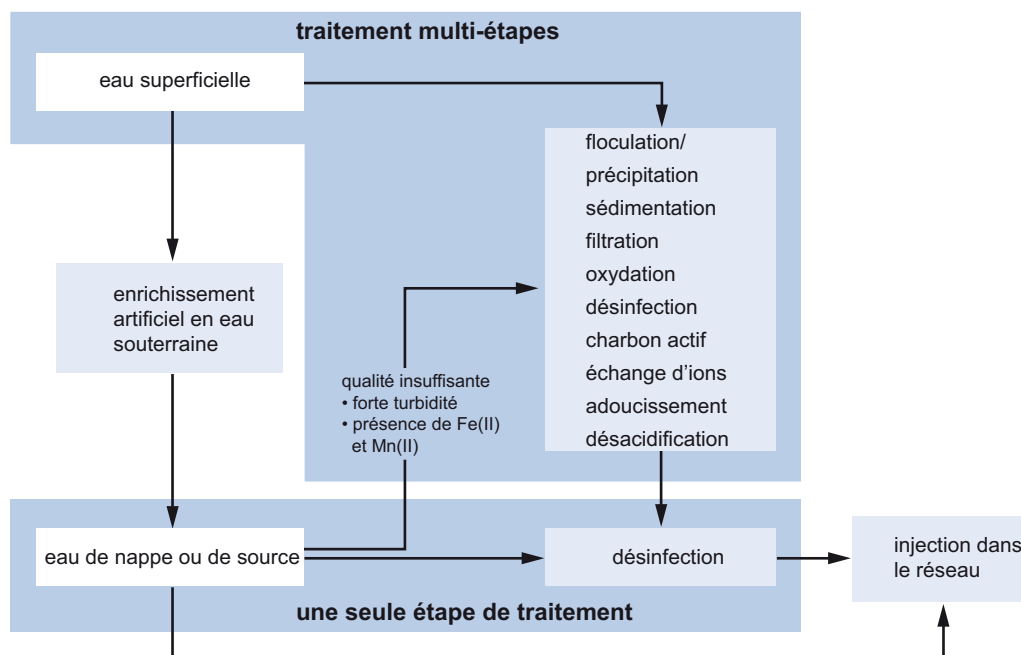 traitement multi-étapes
eau superficielle
floculation/
précipitation
sédimentation
filtration
oxydation
désinfection
charbon actif
échange d'ions
adoucissement
désacidification
enrichissement
artificiel en eau
souterraine
qualité insuffisante
• forte turbidité
• présence de Fe(II)
et Mn(II)
eau de nappe ou de source
désinfection
injection dans
le réseau
une seule étape de traitement